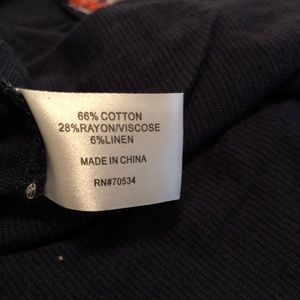 66% COTTON
28%RAYON/VISCOSE
6%LINEN
MADE IN CHINA
RN#70534